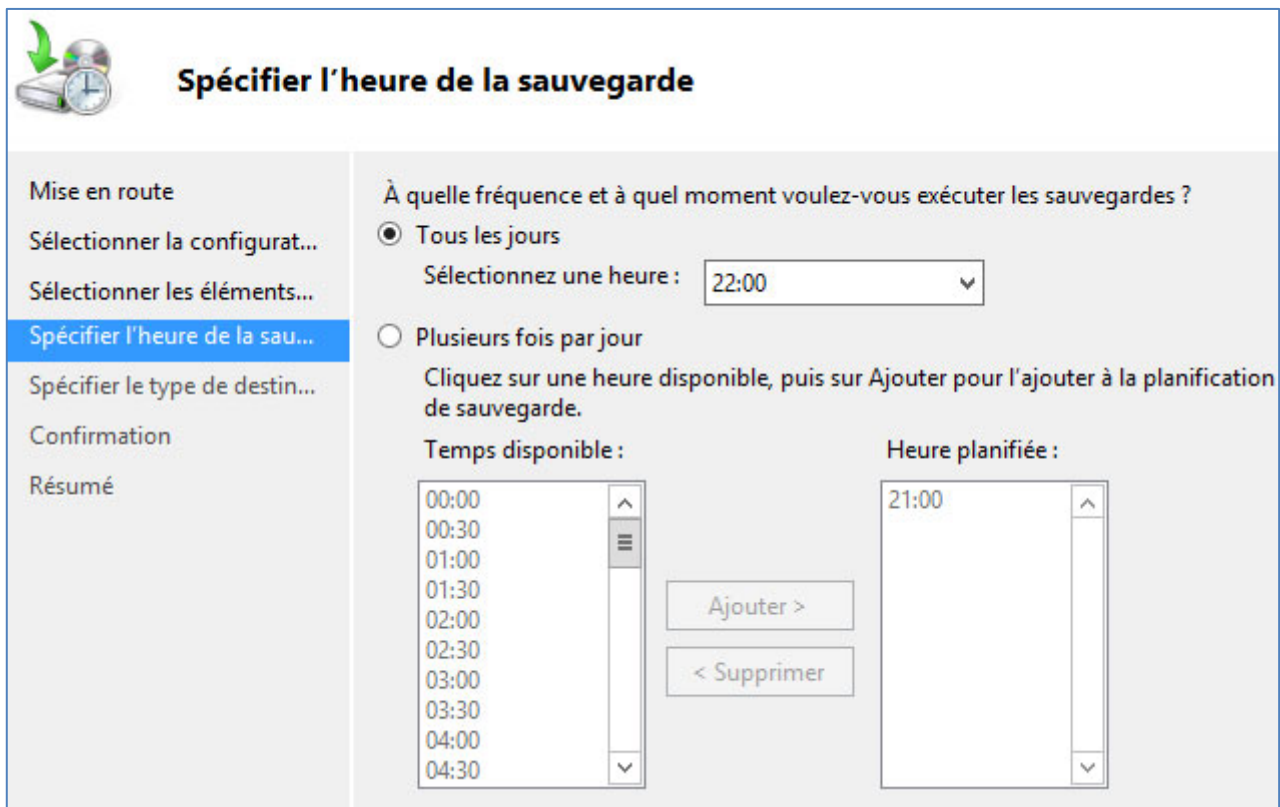 Spécifier l'heure de la sauvegarde
Mise en route
Sélectionner la configurat...
Sélectionner les éléments...
Spécifier l'heure de la sau...
Spécifier le type de destin...
Confirmation
Résumé
À quelle fréquence et à quel moment voulez-vous exécuter les sauvegardes ?
Tous les jours
Sélectionnez une heure : 22:00
Plusieurs fois par jour
Cliquez sur une heure disponible, puis sur Ajouter pour l'ajouter à la planification
de sauvegarde.
Temps disponible :
00:00
00:30
01:00
01:30
02:00
02:30
03:00
03:30
04:00
04:30
Ajouter >
< Supprimer
Heure planifiée :
21:00